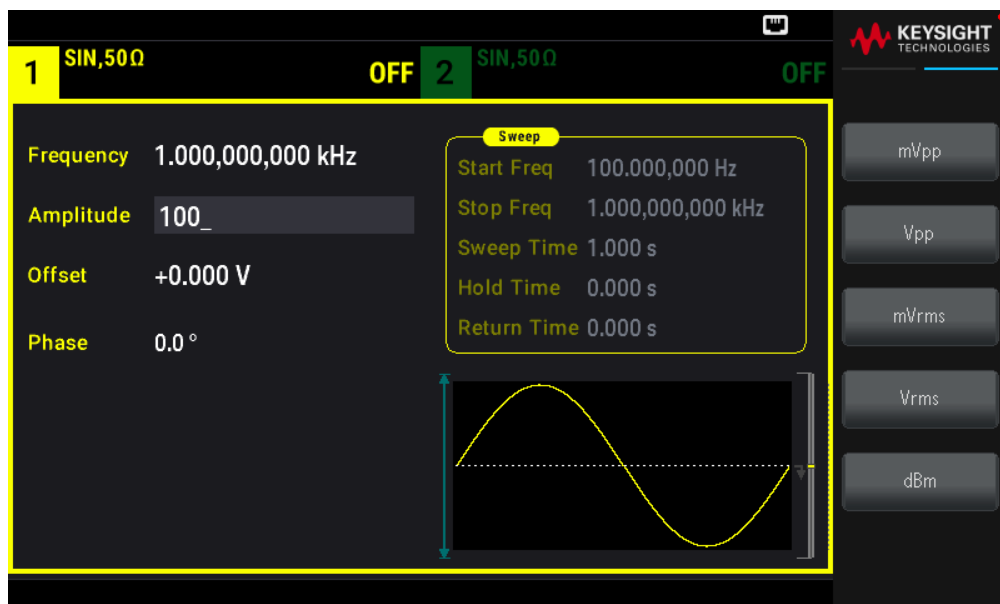 KEYSIGHT
TECHNOLOGIES
1 SIN,50Ω OFF 2 SIN,50Ω OFF
Frequency 1.000,000,000 kHz
Amplitude 100_
Offset +0.000 V
Phase 0.0 °
Sweep
Start Freq 100.000,000 Hz
Stop Freq 1.000,000,000 kHz
Sweep Time 1.000 s
Hold Time 0.000 s
Return Time 0.000 s
mVpp
Vpp
mVrms
Vrms
dBm